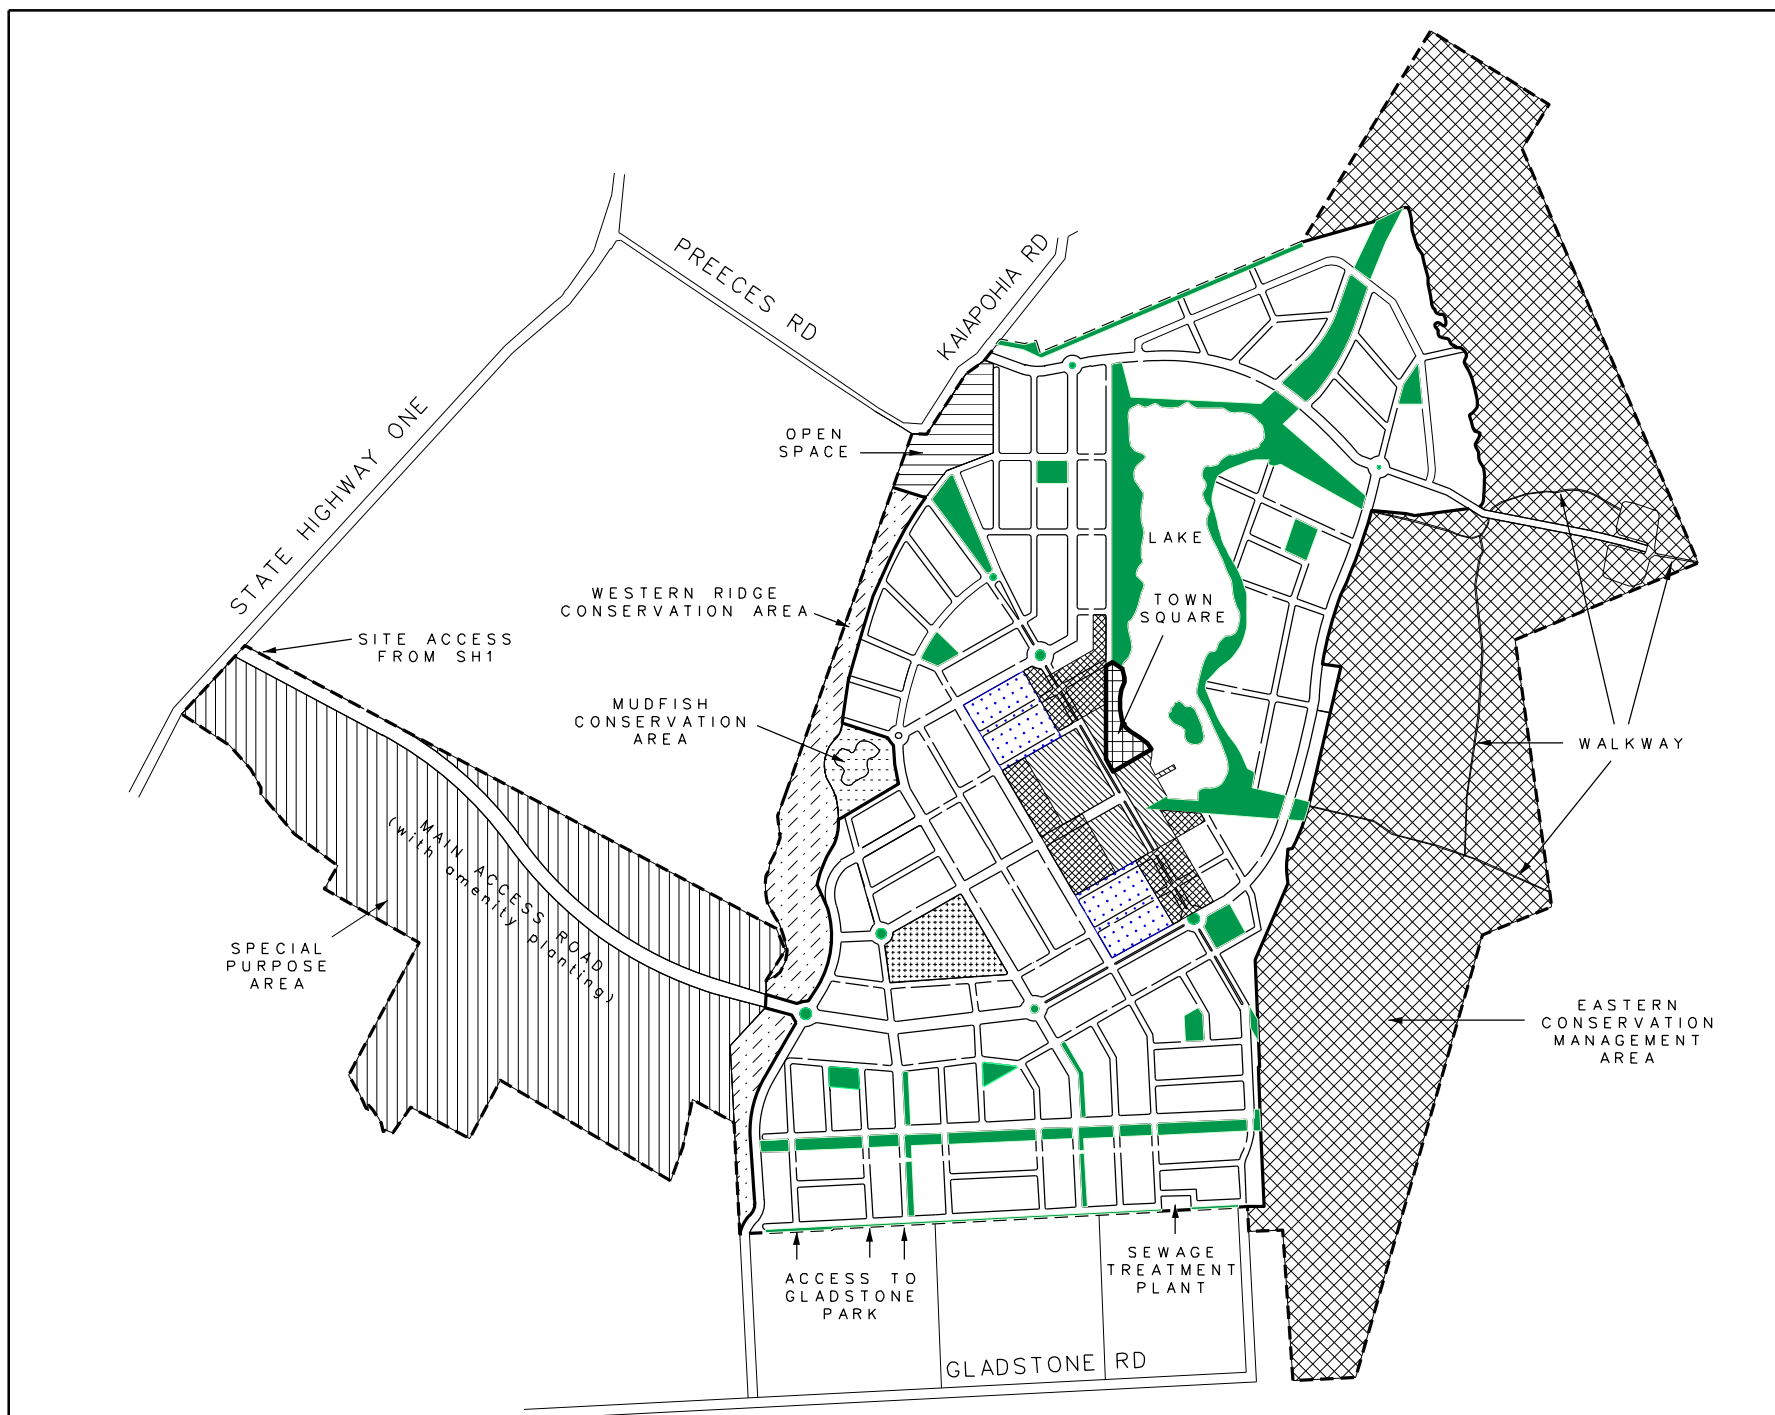 PREECES RD
KAIAPOHIA RD
STATE HIGHWAY ONE
OPEN
SPACE
LAKE
WESTERN RIDGE
CONSERVATION AREA
TOWN
SQUARE
SITE ACCESS
FROM SH1
MUDFISH
CONSERVATION
AREA
WALKWAY
MAIN ACCESS ROAD
(with amenity planting)
SPECIAL
PURPOSE
AREA
EASTERN
CONSERVATION
MANAGEMENT
AREA
SEWAGE
TREATMENT
PLANT
ACCESS TO
GLADSTONE
PARK
GLADSTONE RD